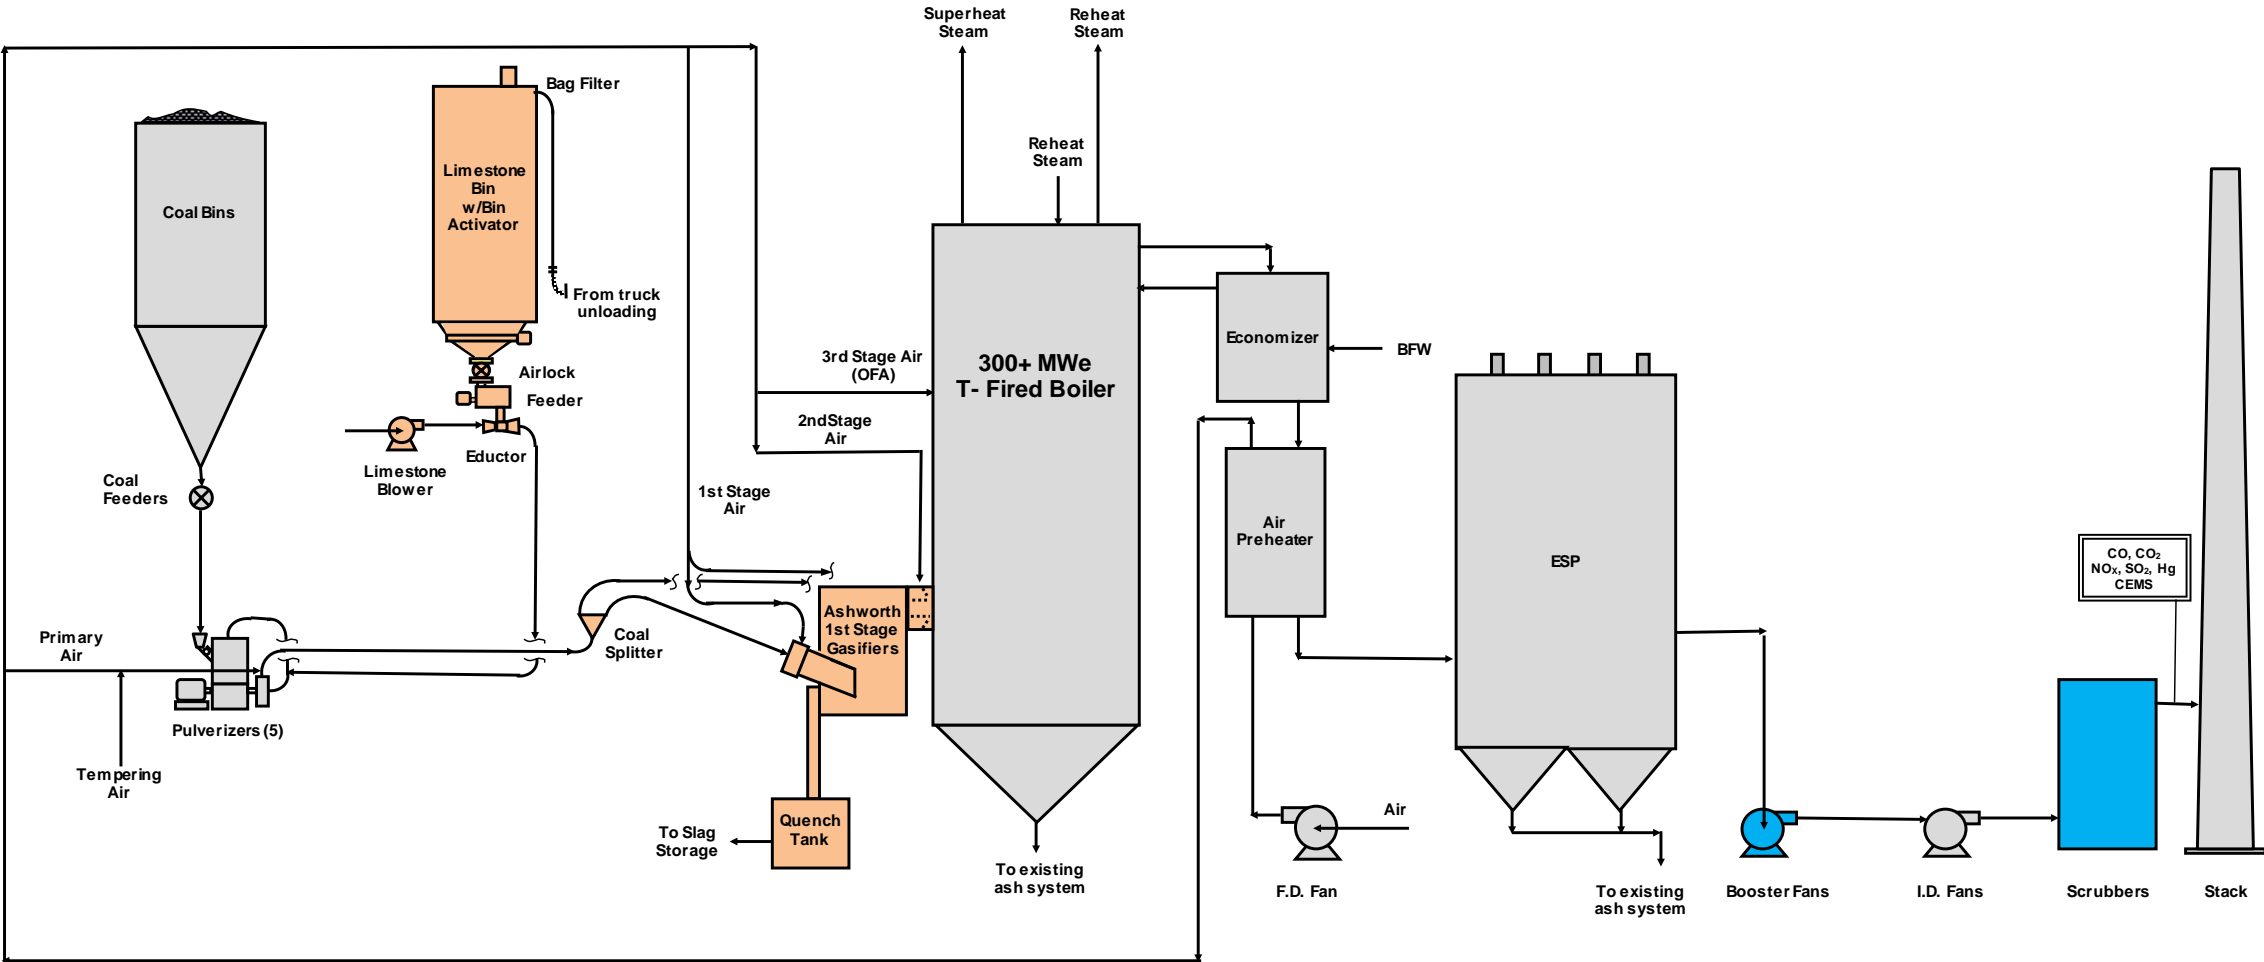 Superheat
Steam
Reheat
Steam
Bag Filter
Reheat
Steam
Limestone
Bin
w/Bin
Activator
Coal Bins
From truck
unloading
Economizer
BFW
3rd Stage Air
(OFA)
300+ MWe
T- Fired Boiler
Airlock
Feeder
2nd Stage
Air
Eductor
Limestone
Blower
Coal
Feeders
1st Stage
Air
Air
Preheater
ESP
CO, CO₂
NOₓ, SO₂, Hg
CEMS
Ashworth
1st Stage
Gasifiers
Coal
Splitter
Primary
Air
Pulverizers (5)
Tempering
Air
Quench
Tank
To Slag
Storage
Air
To existing
ash system
F.D. Fan
To existing
ash system
Booster Fans
I.D. Fans
Scrubbers
Stack